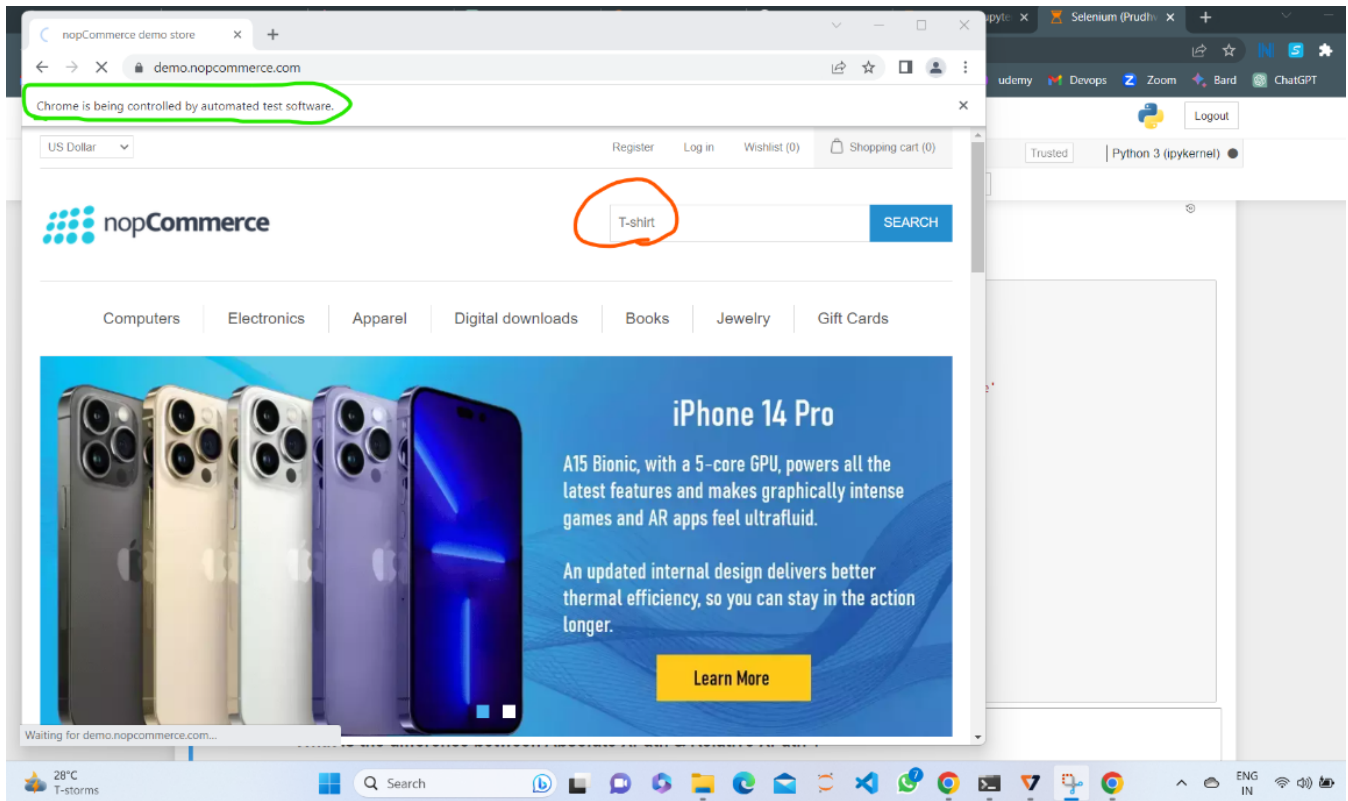 nopCommerce demo store
Selenium (Prudhv
demo.nopcommerce.com
udemy Devops Zoom Bard ChatGPT
Chrome is being controlled by automated test software.
Logout
US Dollar Register Log in Wishlist (0) Shopping cart (0)
Trusted Python 3 (ipykernel)
nopCommerce T-shirt SEARCH
Computers Electronics Apparel Digital downloads Books Jewelry Gift Cards
iPhone 14 Pro
A15 Bionic, with a 5-core GPU, powers all the
latest features and makes graphically intense
games and AR apps feel ultrafluid.
An updated internal design delivers better
thermal efficiency, so you can stay in the action
longer.
Learn More
Waiting for demo.nopcommerce.com...
28°C
T-storms
Search
ENG
IN